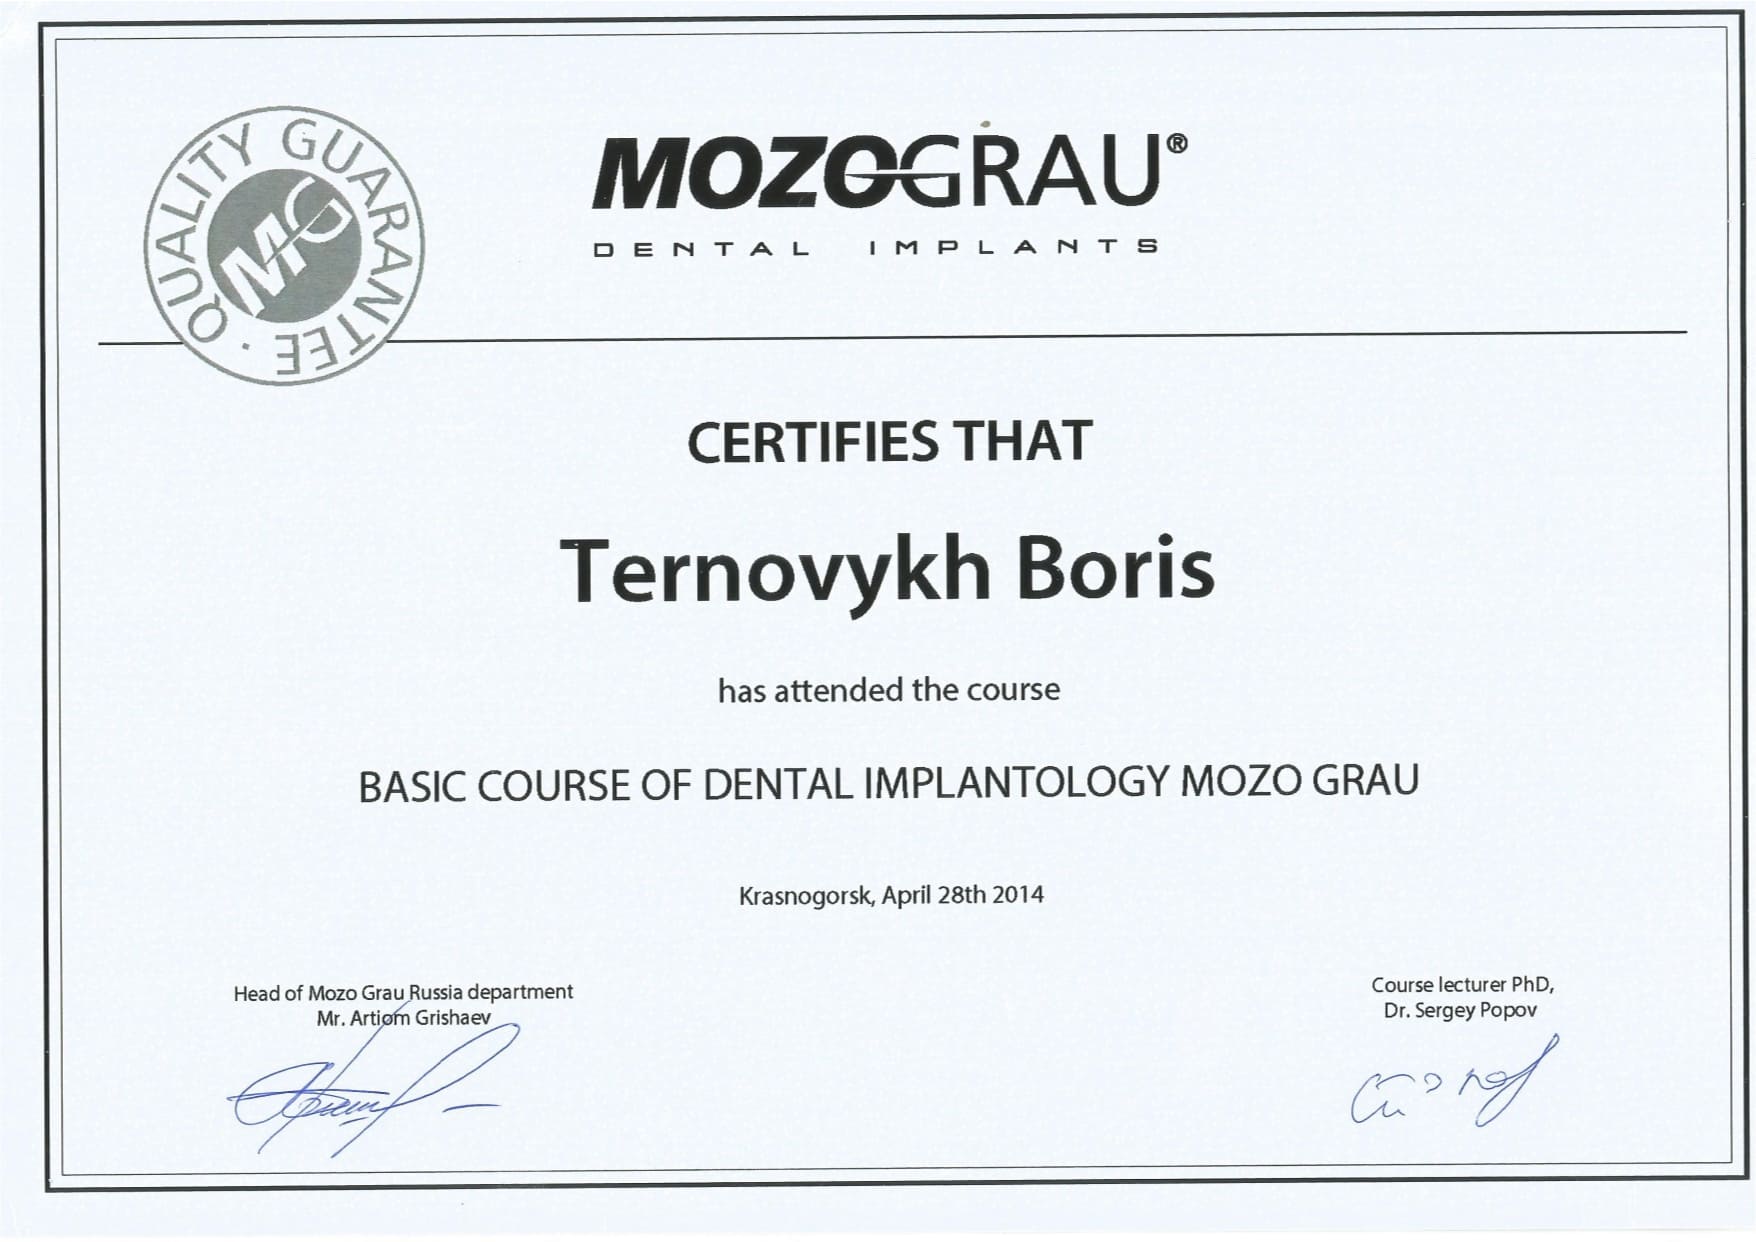 QUALITY GUARANTEE ·
MG
MOZOGRAU®
DENTAL IMPLANTS
CERTIFIES THAT
Ternovykh Boris
has attended the course
BASIC COURSE OF DENTAL IMPLANTOLOGY MOZO GRAU
Krasnogorsk, April 28th 2014
Head of Mozo Grau Russia department
Mr. Artiom Grishaev
Course lecturer PhD,
Dr. Sergey Popov